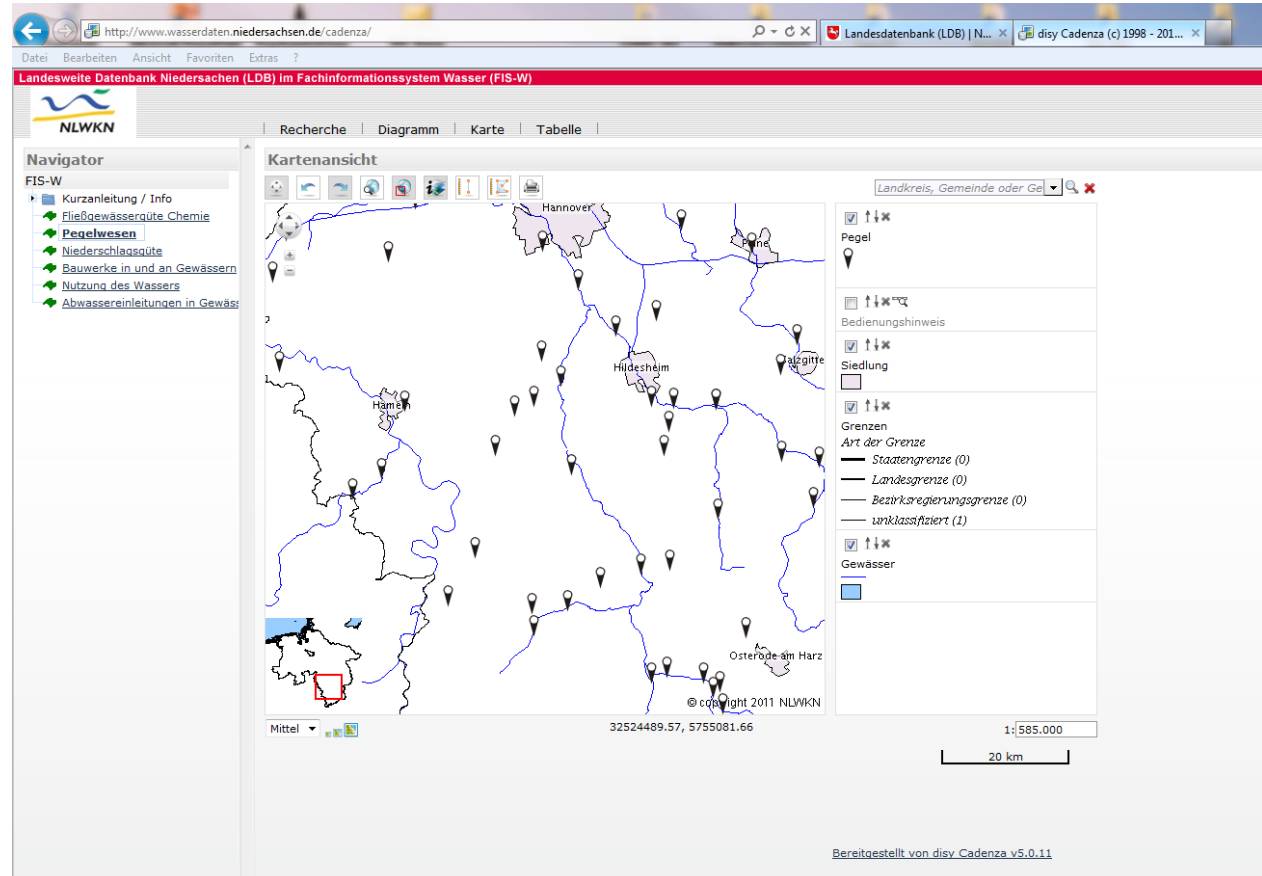 http://www.wasserdaten.niedersachsen.de/cadenza/
Landesdatenbank (LDB) | N...
disy Cadenza (c) 1998 - 201...
Datei Bearbeiten Ansicht Favoriten Extras ?
Landesweite Datenbank Niedersachen (LDB) im Fachinformationssystem Wasser (FIS-W)
NLWKN
Recherche Diagramm Karte Tabelle
Navigator
FIS-W
Kurzanleitung / Info
Fließgewässergüte Chemie
Pegelwesen
Niederschlagsgüte
Bauwerke in und an Gewässern
Nutzung des Wassers
Abwassereinleitungen in Gewäss
Kartenansicht
Landkreis, Gemeinde oder Ge
Hannover
Peine
Hildesheim
Salzgitte
Hameln
Osterode am Harz
© copyright 2011 NLWKN
Pegel
Bedienungshinweis
Siedlung
Grenzen
Art der Grenze
Staatengrenze (0)
Landesgrenze (0)
Bezirksregierungsgrenze (0)
unklassifiziert (1)
Gewässer
Mittel
32524489.57, 5755081.66
1: 585.000
20 km
Bereitgestellt von disy Cadenza v5.0.11